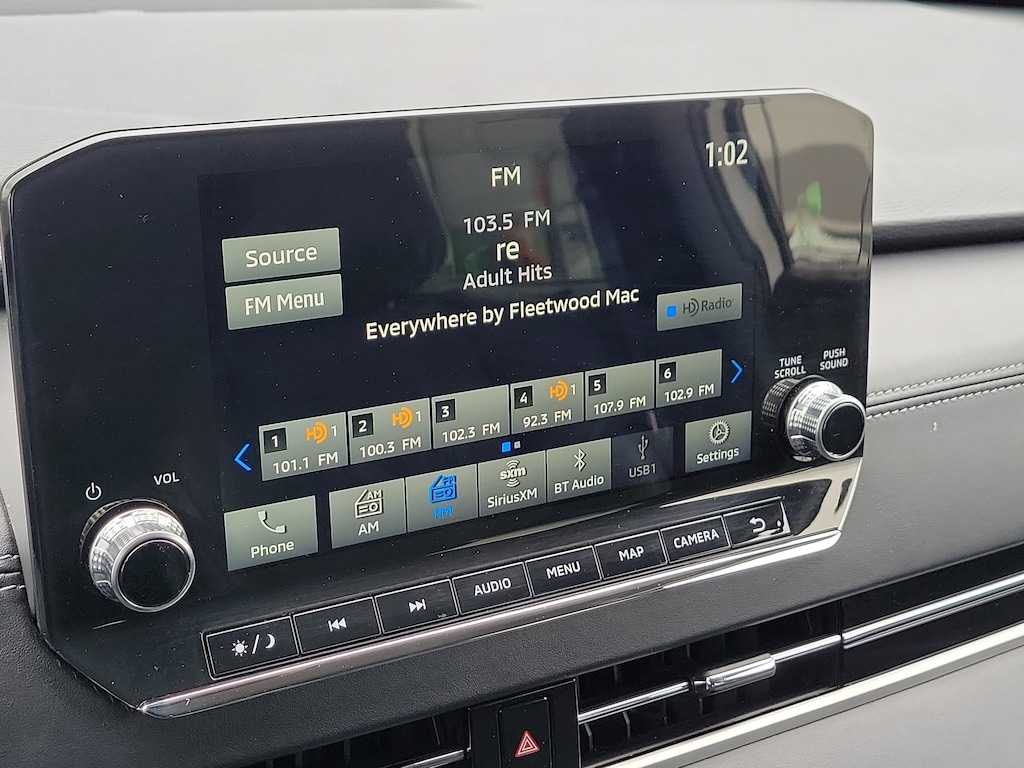 1:02
FM
103.5 FM
re
Adult Hits
Everywhere by Fleetwood Mac
Source
FM Menu
HD Radio
TUNE
SCROLL
PUSH
SOUND
1 HD 1
101.1 FM
2 HD 1
100.3 FM
3
102.3 FM
4 HD 1
92.3 FM
5
107.9 FM
6
102.9 FM
VOL
Phone
AM
AM
FM
FM
sxm
SiriusXM
BT Audio
USB1
Settings
AUDIO
MENU
MAP
CAMERA